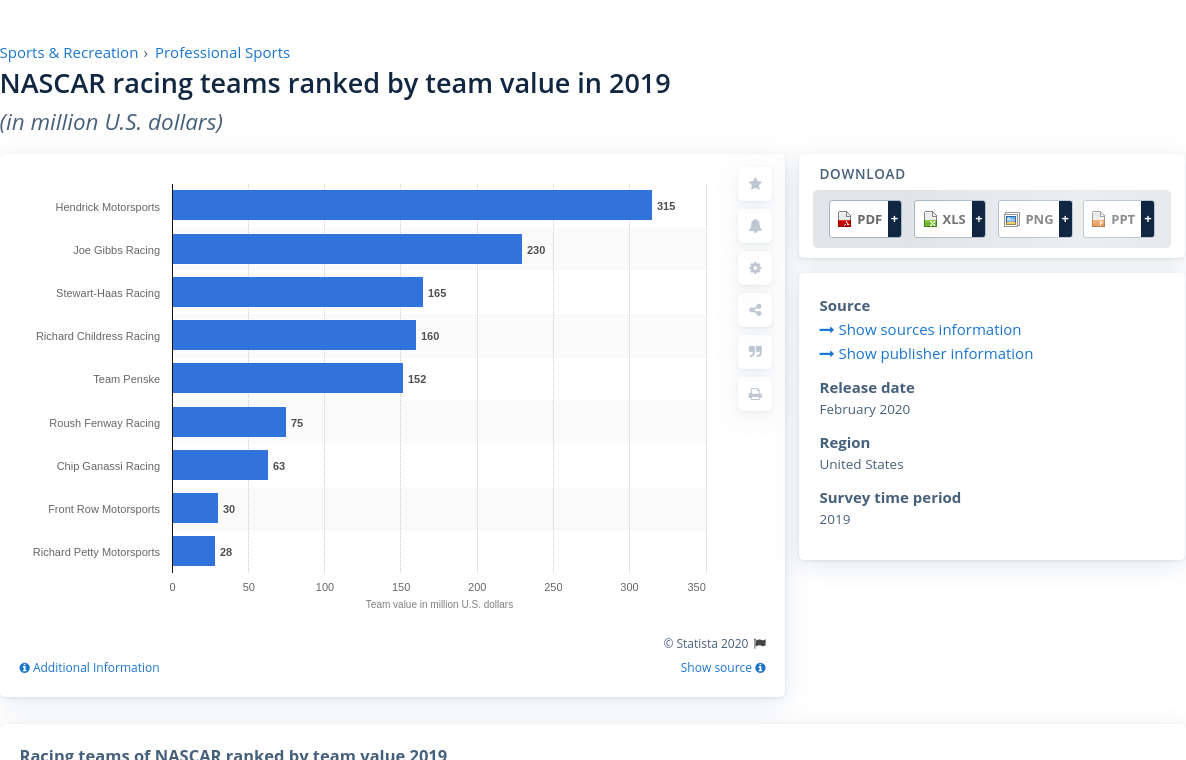 Sports & Recreation › Professional Sports
NASCAR racing teams ranked by team value in 2019
(in million U.S. dollars)
Hendrick Motorsports 315
Joe Gibbs Racing 230
Stewart-Haas Racing 165
Richard Childress Racing 160
Team Penske 152
Roush Fenway Racing 75
Chip Ganassi Racing 63
Front Row Motorsports 30
Richard Petty Motorsports 28
0 50 100 150 200 250 300 350
Team value in million U.S. dollars
© Statista 2020
Additional Information
Show source
DOWNLOAD
PDF + XLS + PNG + PPT +
Source
Show sources information
Show publisher information
Release date
February 2020
Region
United States
Survey time period
2019
Racing teams of NASCAR ranked by team value 2019